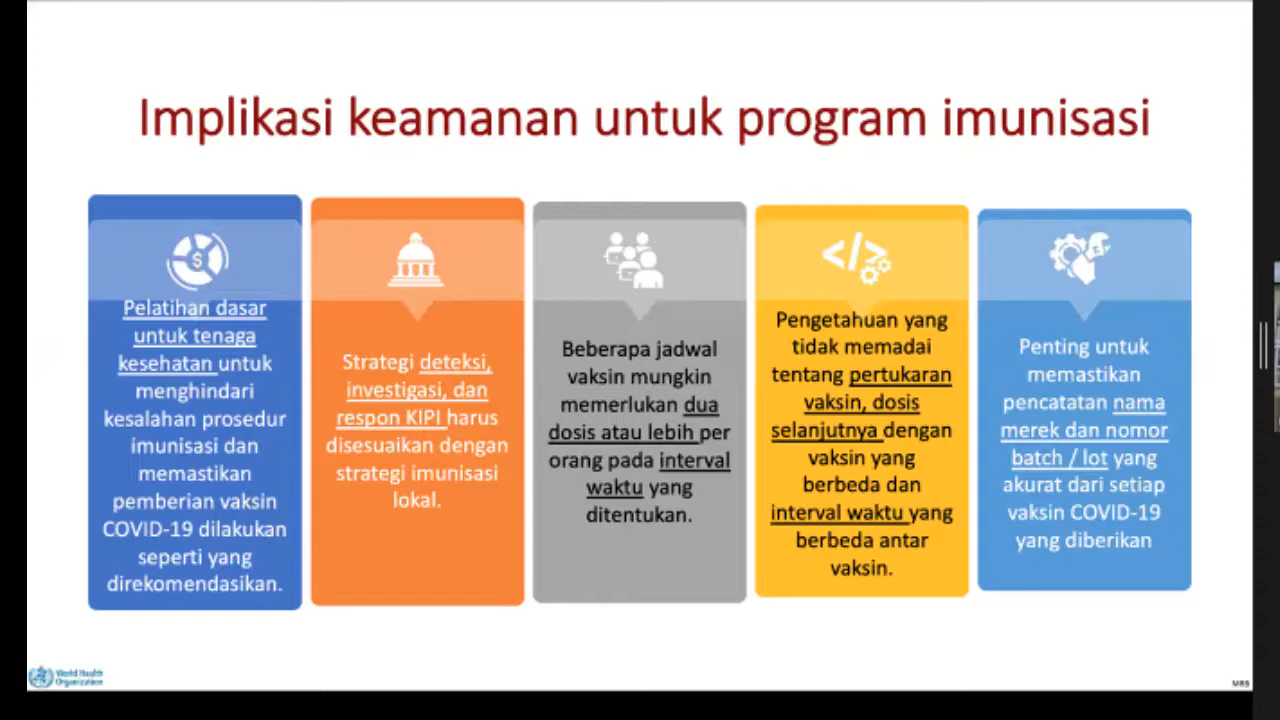 Implikasi keamanan untuk program imunisasi
Pelatihan dasar
untuk tenaga
kesehatan untuk
menghindari
kesalahan prosedur
imunisasi dan
memastikan
pemberian vaksin
COVID-19 dilakukan
seperti yang
direkomendasikan.
Strategi deteksi,
investigasi, dan
respon KIPI harus
disesuaikan dengan
strategi imunisasi
lokal.
Beberapa jadwal
vaksin mungkin
memerlukan dua
dosis atau lebih per
orang pada interval
waktu yang
ditentukan.
Pengetahuan yang
tidak memadai
tentang pertukaran
vaksin, dosis
selanjutnya dengan
vaksin yang
berbeda dan
interval waktu yang
berbeda antar
vaksin.
Penting untuk
memastikan
pencatatan nama
merek dan nomor
batch / lot yang
akurat dari setiap
vaksin COVID-19
yang diberikan
World Health
Organization